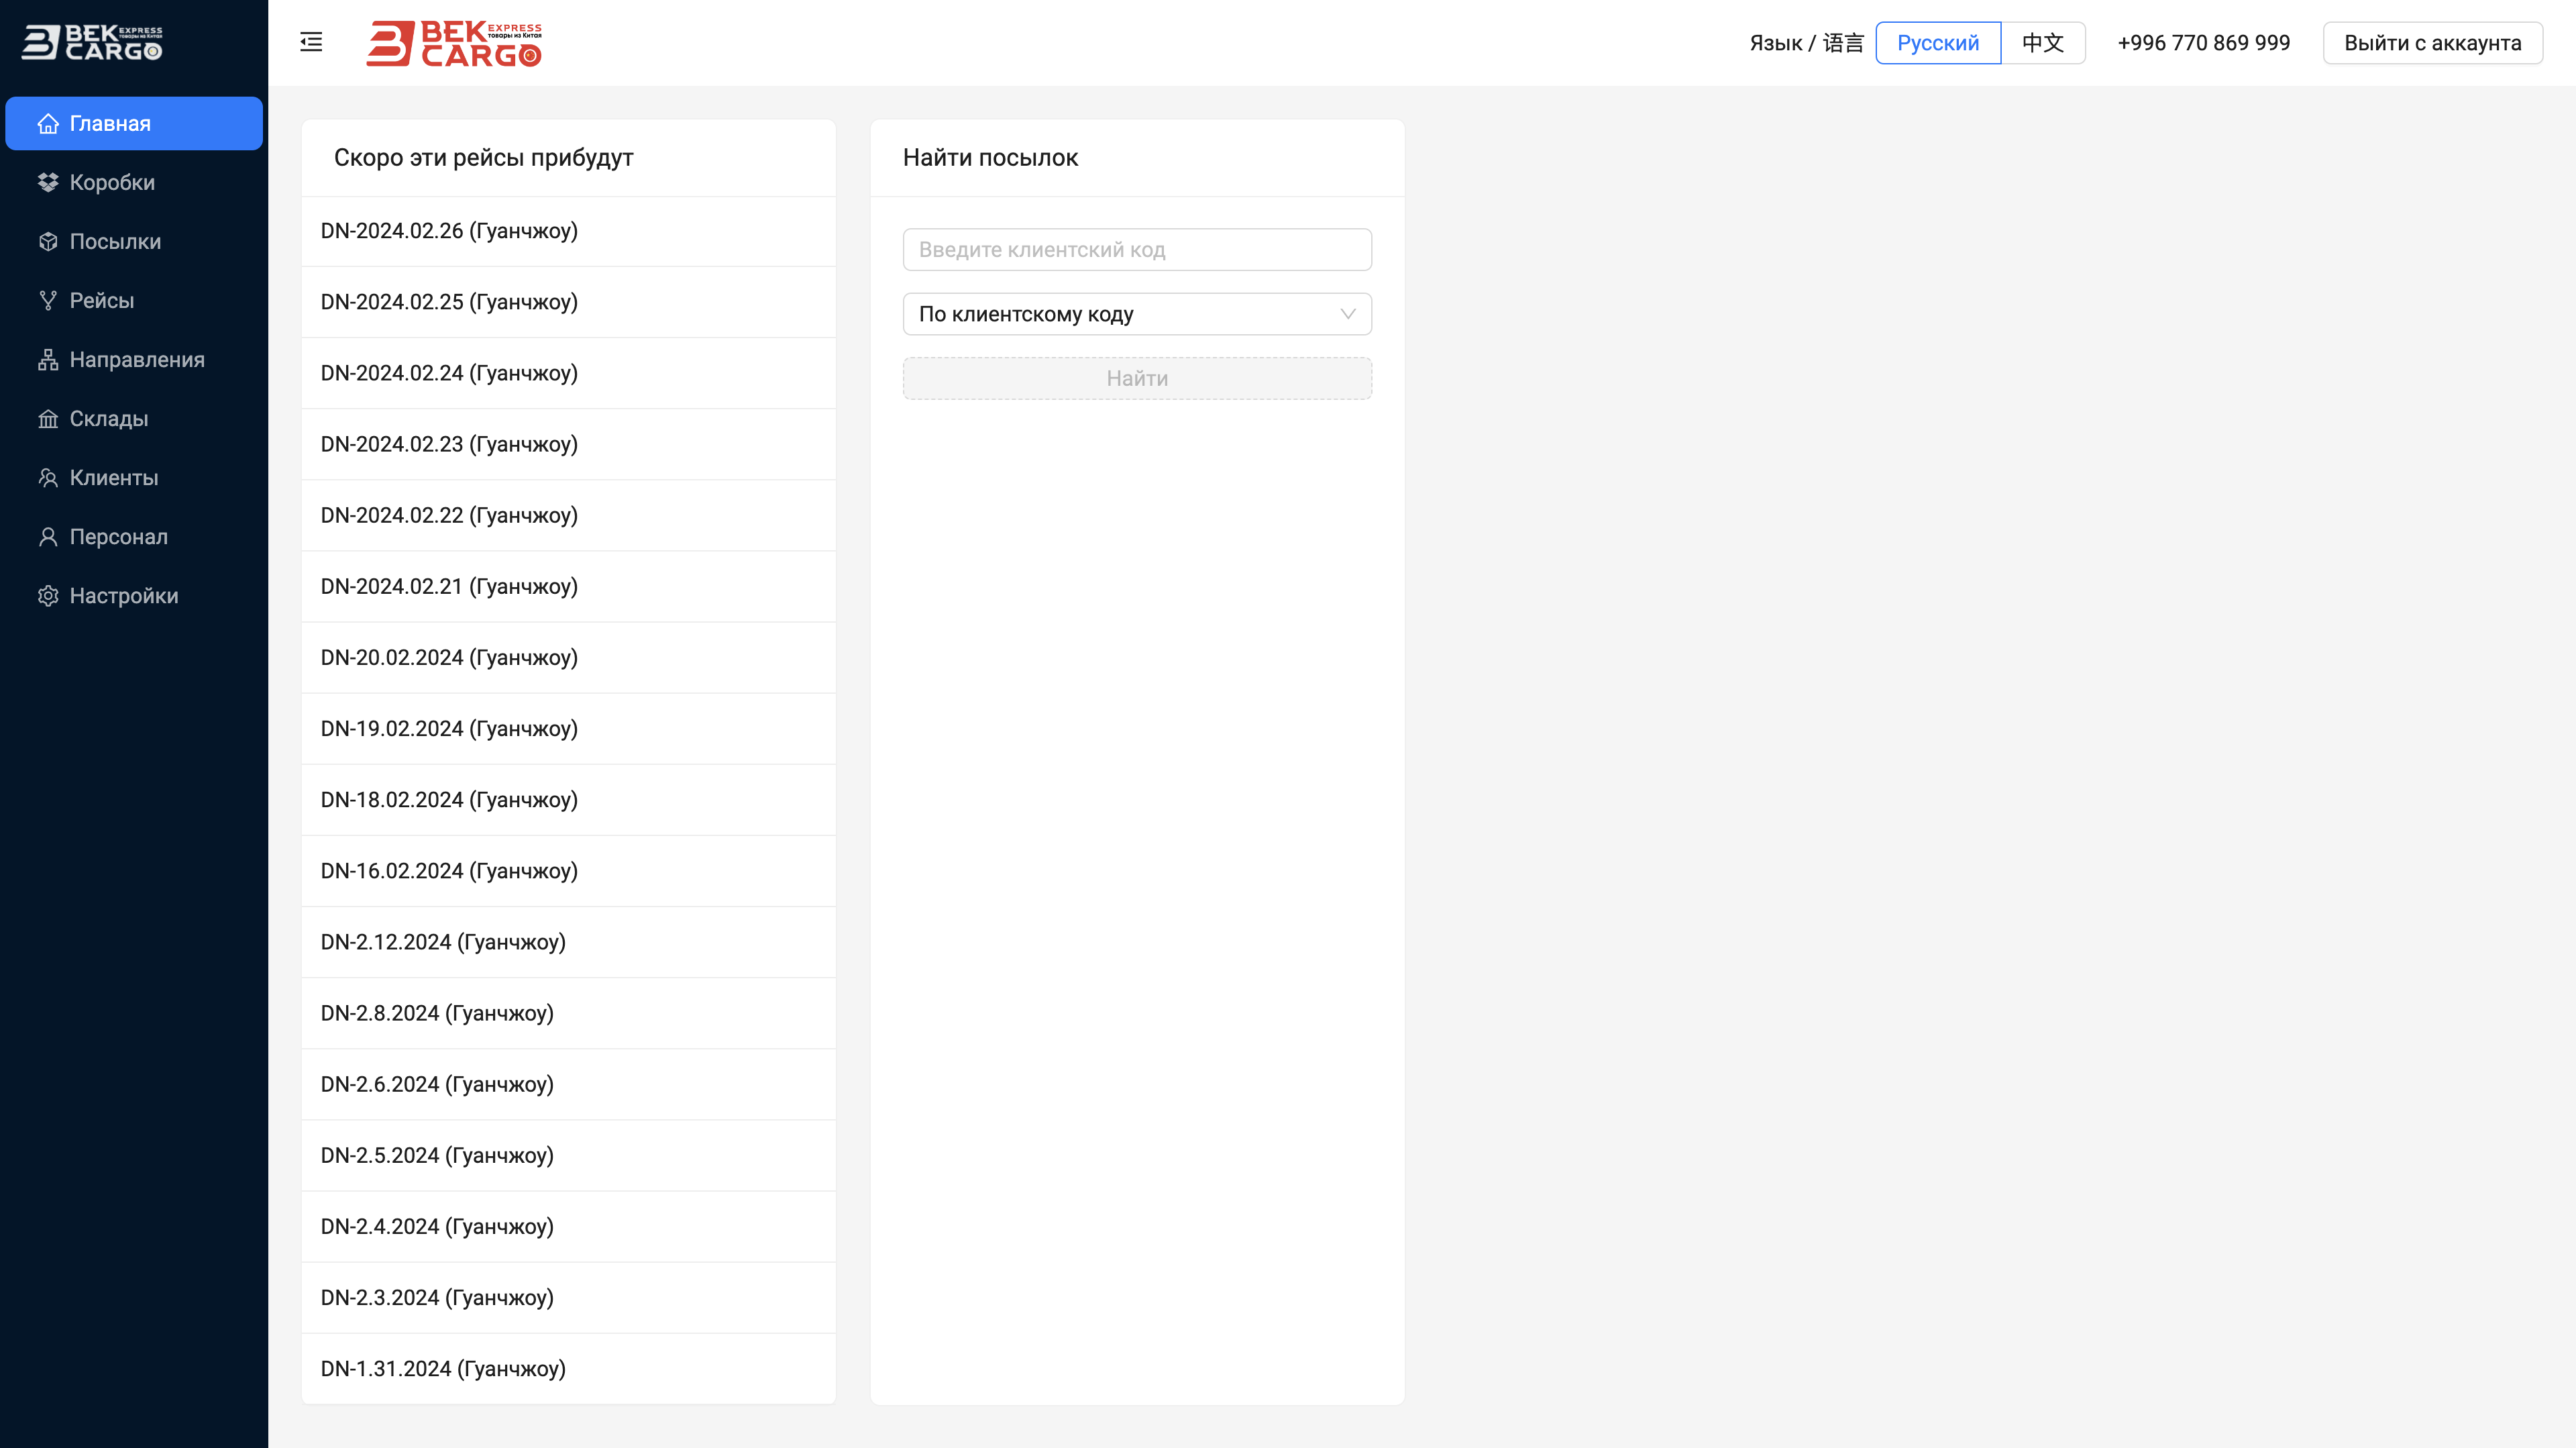 BEK EXPRESS
товары из Китая
CARGO
Главная
Коробки
Посылки
Рейсы
Направления
Склады
Клиенты
Персонал
Настройки
BEK EXPRESS
товары из Китая
CARGO
Язык / 语言 Русский 中文 +996 770 869 999 Выйти с аккаунта
Скоро эти рейсы прибудут
DN-2024.02.26 (Гуанчжоу)
DN-2024.02.25 (Гуанчжоу)
DN-2024.02.24 (Гуанчжоу)
DN-2024.02.23 (Гуанчжоу)
DN-2024.02.22 (Гуанчжоу)
DN-2024.02.21 (Гуанчжоу)
DN-20.02.2024 (Гуанчжоу)
DN-19.02.2024 (Гуанчжоу)
DN-18.02.2024 (Гуанчжоу)
DN-16.02.2024 (Гуанчжоу)
DN-2.12.2024 (Гуанчжоу)
DN-2.8.2024 (Гуанчжоу)
DN-2.6.2024 (Гуанчжоу)
DN-2.5.2024 (Гуанчжоу)
DN-2.4.2024 (Гуанчжоу)
DN-2.3.2024 (Гуанчжоу)
DN-1.31.2024 (Гуанчжоу)
Найти посылок
Введите клиентский код
По клиентскому коду
Найти